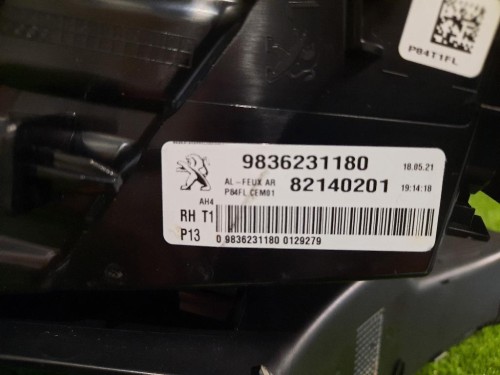 P84T1FL
9836231180
18.05.21
AL-FEUX AR
82140201
19:14:18
P84FL.CEM81
AH4
RH T1
P13
0 9836231180 0129279